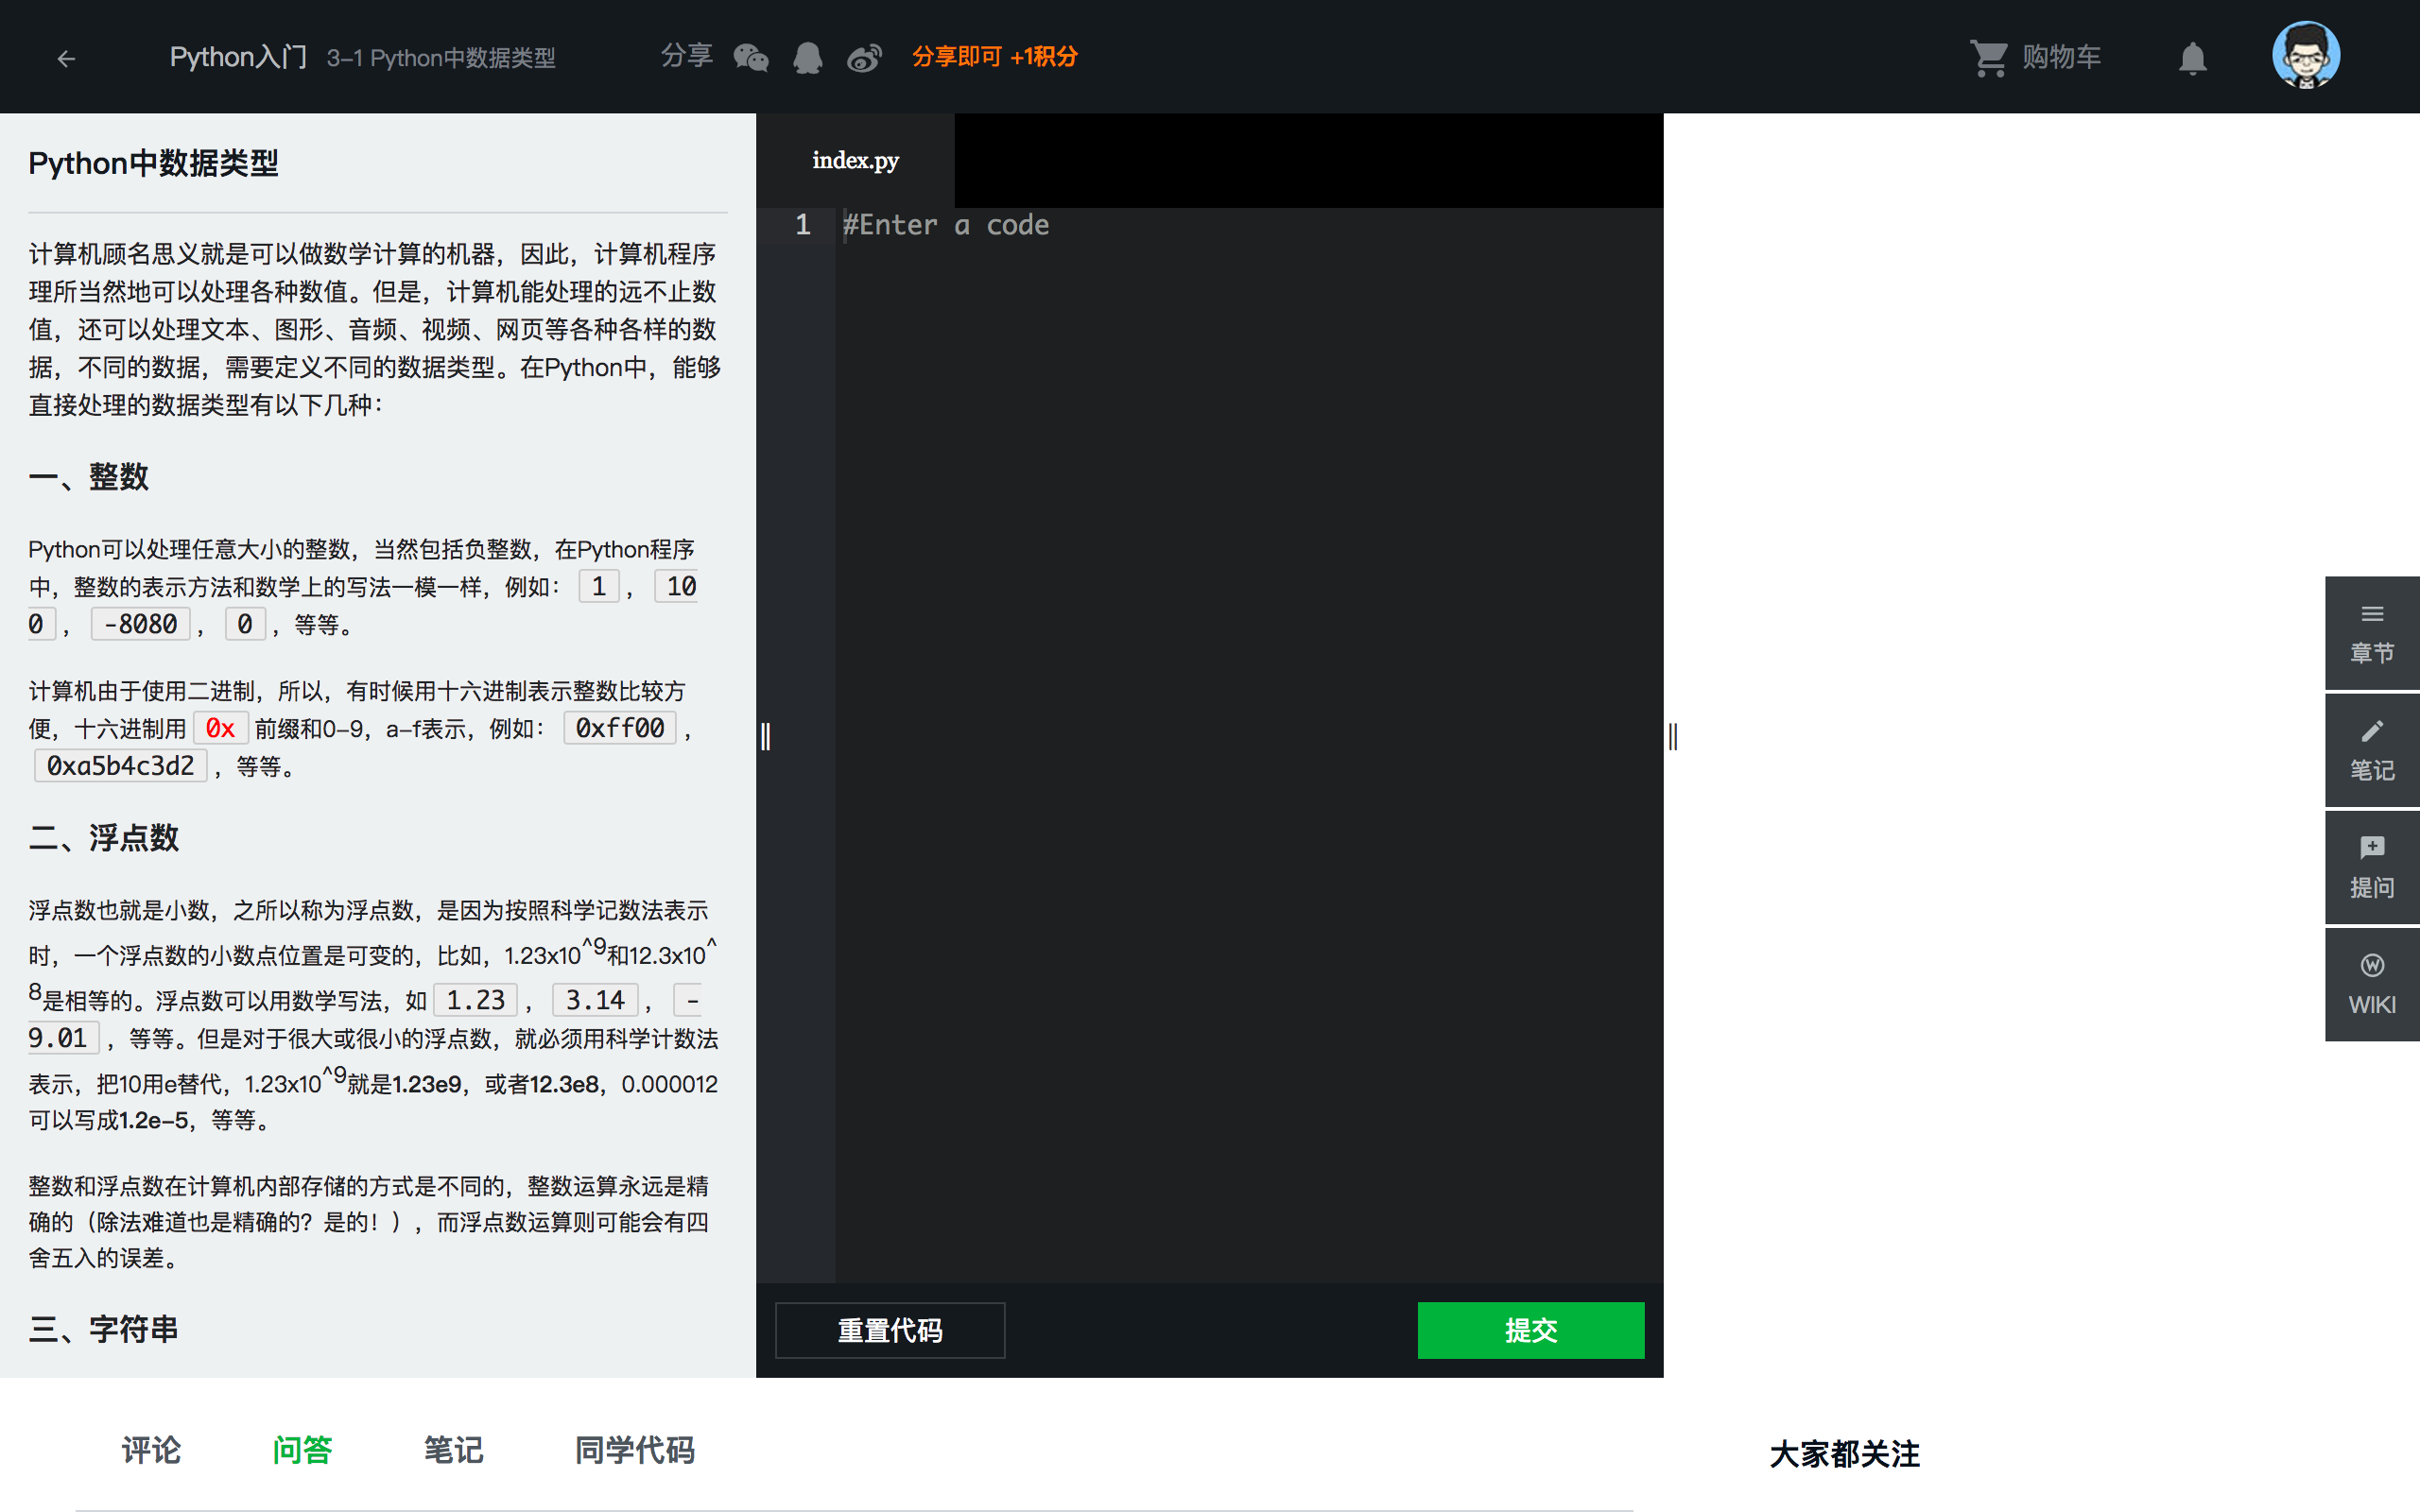 Python入门 3-1 Python中数据类型 分享 分享即可 +1积分 购物车
Python中数据类型
计算机顾名思义就是可以做数学计算的机器，因此，计算机程序
理所当然地可以处理各种数值。但是，计算机能处理的远不止数
值，还可以处理文本、图形、音频、视频、网页等各种各样的数
据，不同的数据，需要定义不同的数据类型。在Python中，能够
直接处理的数据类型有以下几种：
一、整数
Python可以处理任意大小的整数，当然包括负整数，在Python程序
中，整数的表示方法和数学上的写法一模一样，例如： 1 ， 10
0 ， -8080 ， 0 ，等等。
计算机由于使用二进制，所以，有时候用十六进制表示整数比较方
便，十六进制用 0x 前缀和0-9，a-f表示，例如： 0xff00 ，
0xa5b4c3d2 ，等等。
二、浮点数
浮点数也就是小数，之所以称为浮点数，是因为按照科学记数法表示
时，一个浮点数的小数点位置是可变的，比如，1.23x10^9和12.3x10^
8是相等的。浮点数可以用数学写法，如 1.23 ， 3.14 ， -
9.01 ，等等。但是对于很大或很小的浮点数，就必须用科学计数法
表示，把10用e替代，1.23x10^9就是1.23e9，或者12.3e8，0.000012
可以写成1.2e-5，等等。
整数和浮点数在计算机内部存储的方式是不同的，整数运算永远是精
确的（除法难道也是精确的？是的！），而浮点数运算则可能会有四
舍五入的误差。
三、字符串
index.py
1 #Enter a code
重置代码 提交
章节
笔记
提问
WIKI
评论 问答 笔记 同学代码
大家都关注